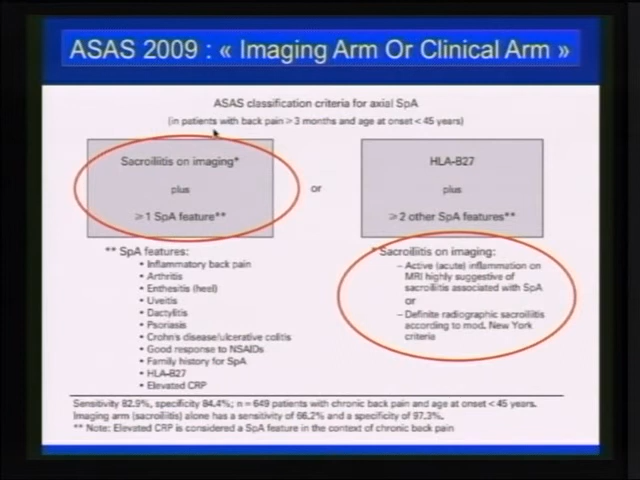 ASAS 2009 : « Imaging Arm Or Clinical Arm »
ASAS classification criteria for axial SpA
(in patients with back pain ≥ 3 months and age at onset < 45 years)
Sacroiliitis on imaging*
plus
≥ 1 SpA feature**
or
HLA-B27
plus
≥ 2 other SpA features**
** SpA features:
• Inflammatory back pain
• Arthritis
• Enthesitis (heel)
• Uveitis
• Dactylitis
• Psoriasis
• Crohn's disease/ulcerative colitis
• Good response to NSAIDs
• Family history for SpA
• HLA-B27
• Elevated CRP
* Sacroiliitis on imaging:
– Active (acute) inflammation on
MRI highly suggestive of
sacroiliitis associated with SpA
or
– Definite radiographic sacroiliitis
according to mod. New York
criteria
Sensitivity 82.9%, specificity 84.4%; n = 649 patients with chronic back pain and age at onset < 45 years.
Imaging arm (sacroiliitis) alone has a sensitivity of 66.2% and a specificity of 97.3%.
** Note: Elevated CRP is considered a SpA feature in the context of chronic back pain